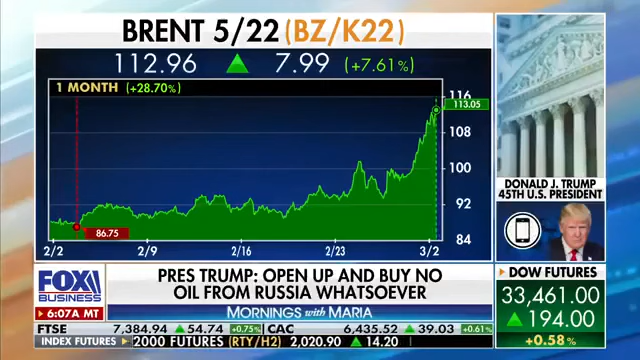 BRENT 5/22 (BZ/K22)
112.96 7.99 (+7.61%)
1 MONTH (+28.70%)
116
113.05
108
100
92
84
86.75
2/2 2/9 2/16 2/23 3/2
DONALD J. TRUMP
45TH U.S. PRESIDENT
FOX
BUSINESS
6:07A MT
PRES TRUMP: OPEN UP AND BUY NO
OIL FROM RUSSIA WHATSOEVER
MORNINGS with MARIA
DOW FUTURES
33,461.00
194.00
+0.58%
FTSE 7,384.94 54.74 +0.75% CAC 6,435.52 39.03 +0.61%
INDEX FUTURES 2000 FUTURES (RTY/H2) 2,020.90 14.20